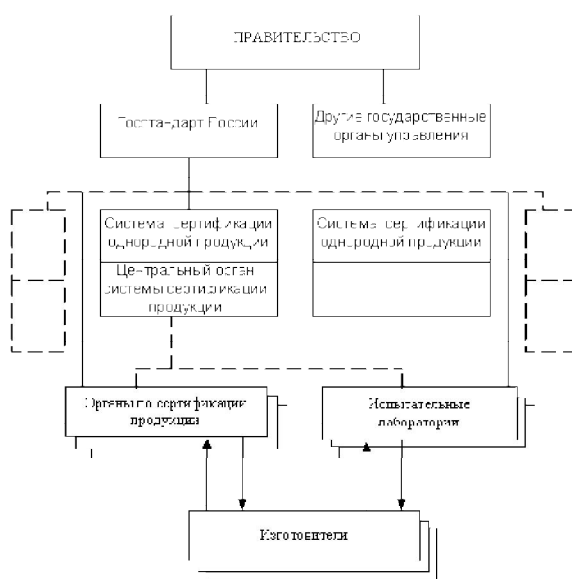 ПРАВИТЕЛЬСТВО
Госстандарт России
Другие государственные
органы управления
Система сертификации
однородной продукции
Система сертификации
однородной продукции
Центральный орган
системы сертификации
продукции
Органы по сертификации
продукции
Испытательные
лаборатории
Изготовители